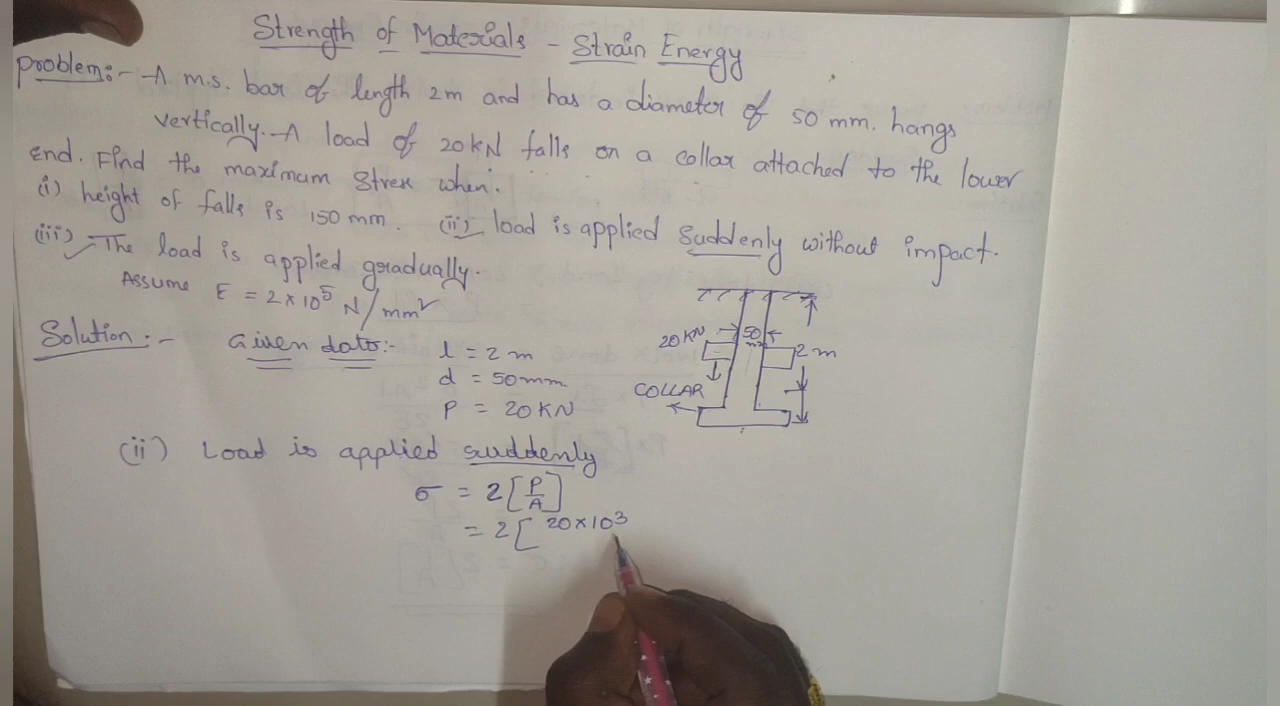 Strength of Materials - Strain Energy
Problem:- A m.s. bar of length 2m and has a diameter of 50 mm. hangs
vertically. A load of 20kN falls on a collar attached to the lower
end. Find the maximum stress when.
(i) height of falls is 150 mm. (ii) load is applied suddenly without impact.
(iii) The load is applied gradually.
Assume E = 2×10⁵ N/mm²
Solution:- Given data:- l = 2m
d = 50mm
P = 20KN
20KN
50
2m
COLLAR
(ii) Load is applied suddenly
σ = 2[P/A]
= 2[20×10³